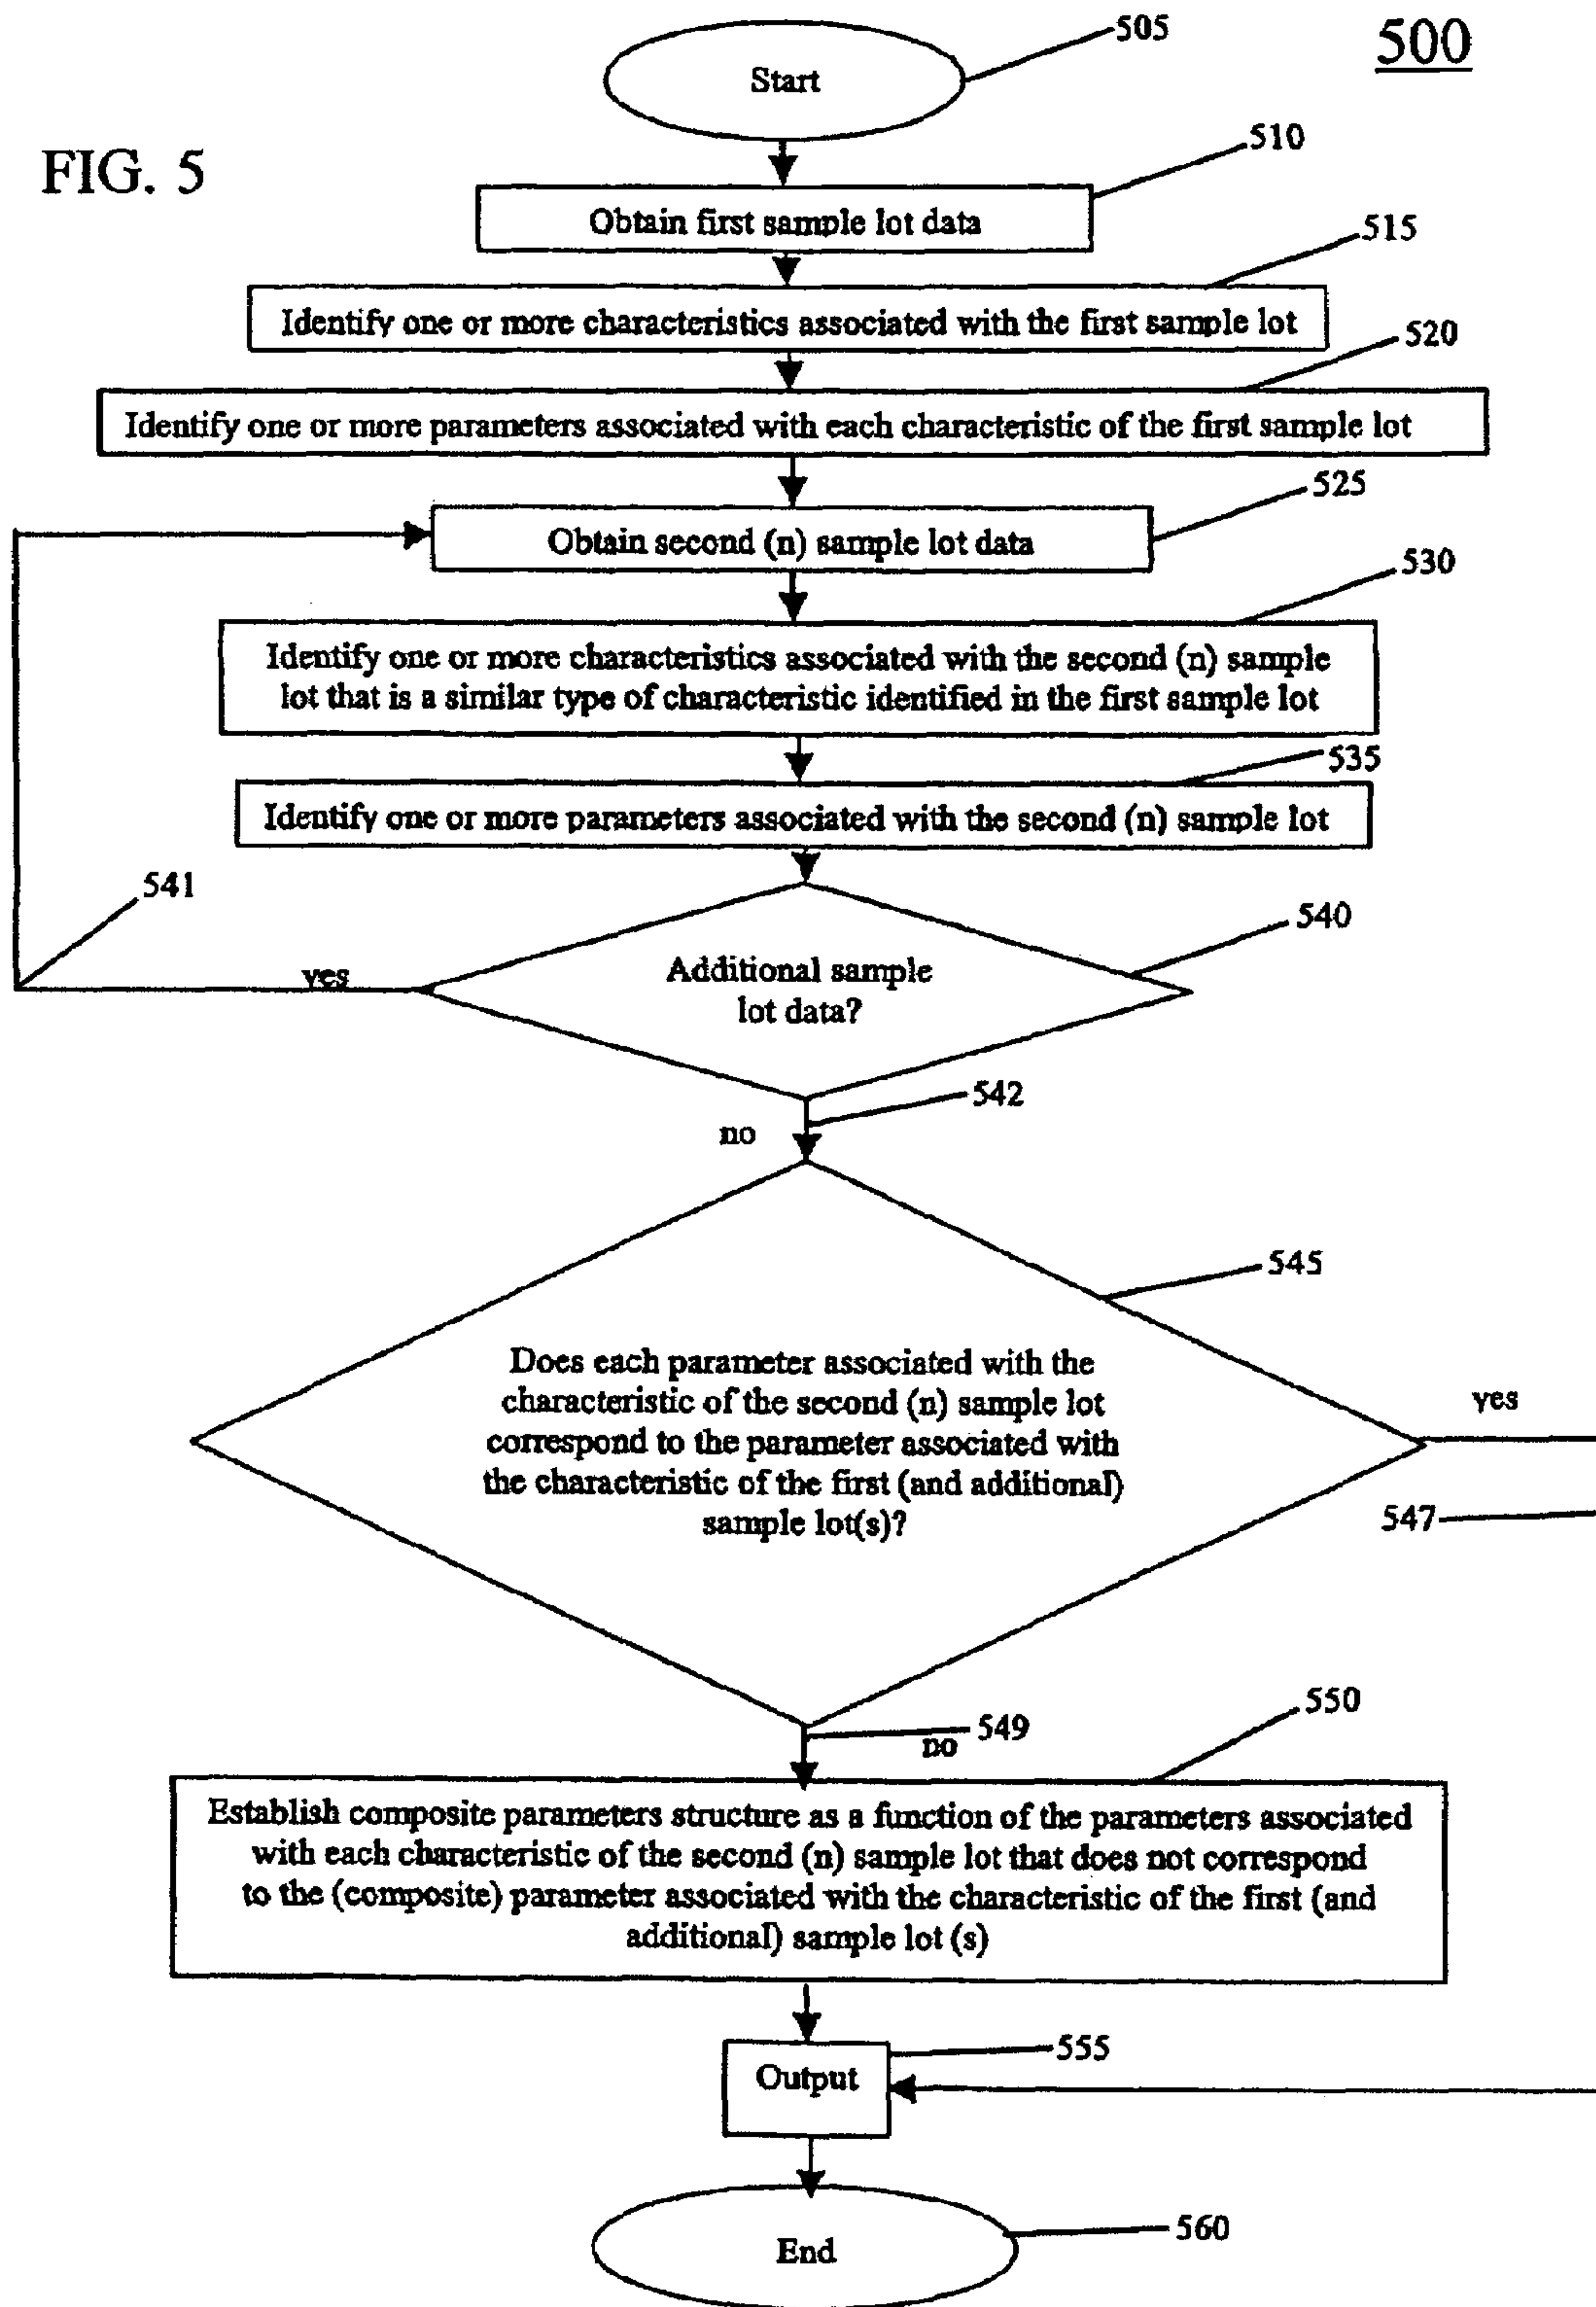 505
500
Start
FIG. 5
510
Obtain first sample lot data
515
Identify one or more characteristics associated with the first sample lot
520
Identify one or more parameters associated with each characteristic of the first sample lot
525
Obtain second (n) sample lot data
530
Identify one or more characteristics associated with the second (n) sample
lot that is a similar type of characteristic identified in the first sample lot
535
Identify one or more parameters associated with the second (n) sample lot
541
540
yes
Additional sample
lot data?
542
no
545
Does each parameter associated with the
characteristic of the second (n) sample lot
correspond to the parameter associated with
the characteristic of the first (and additional)
sample lot(s)?
yes
547
550
549
no
Establish composite parameters structure as a function of the parameters associated
with each characteristic of the second (n) sample lot that does not correspond
to the (composite) parameter associated with the characteristic of the first (and
additional) sample lot (s)
555
Output
560
End